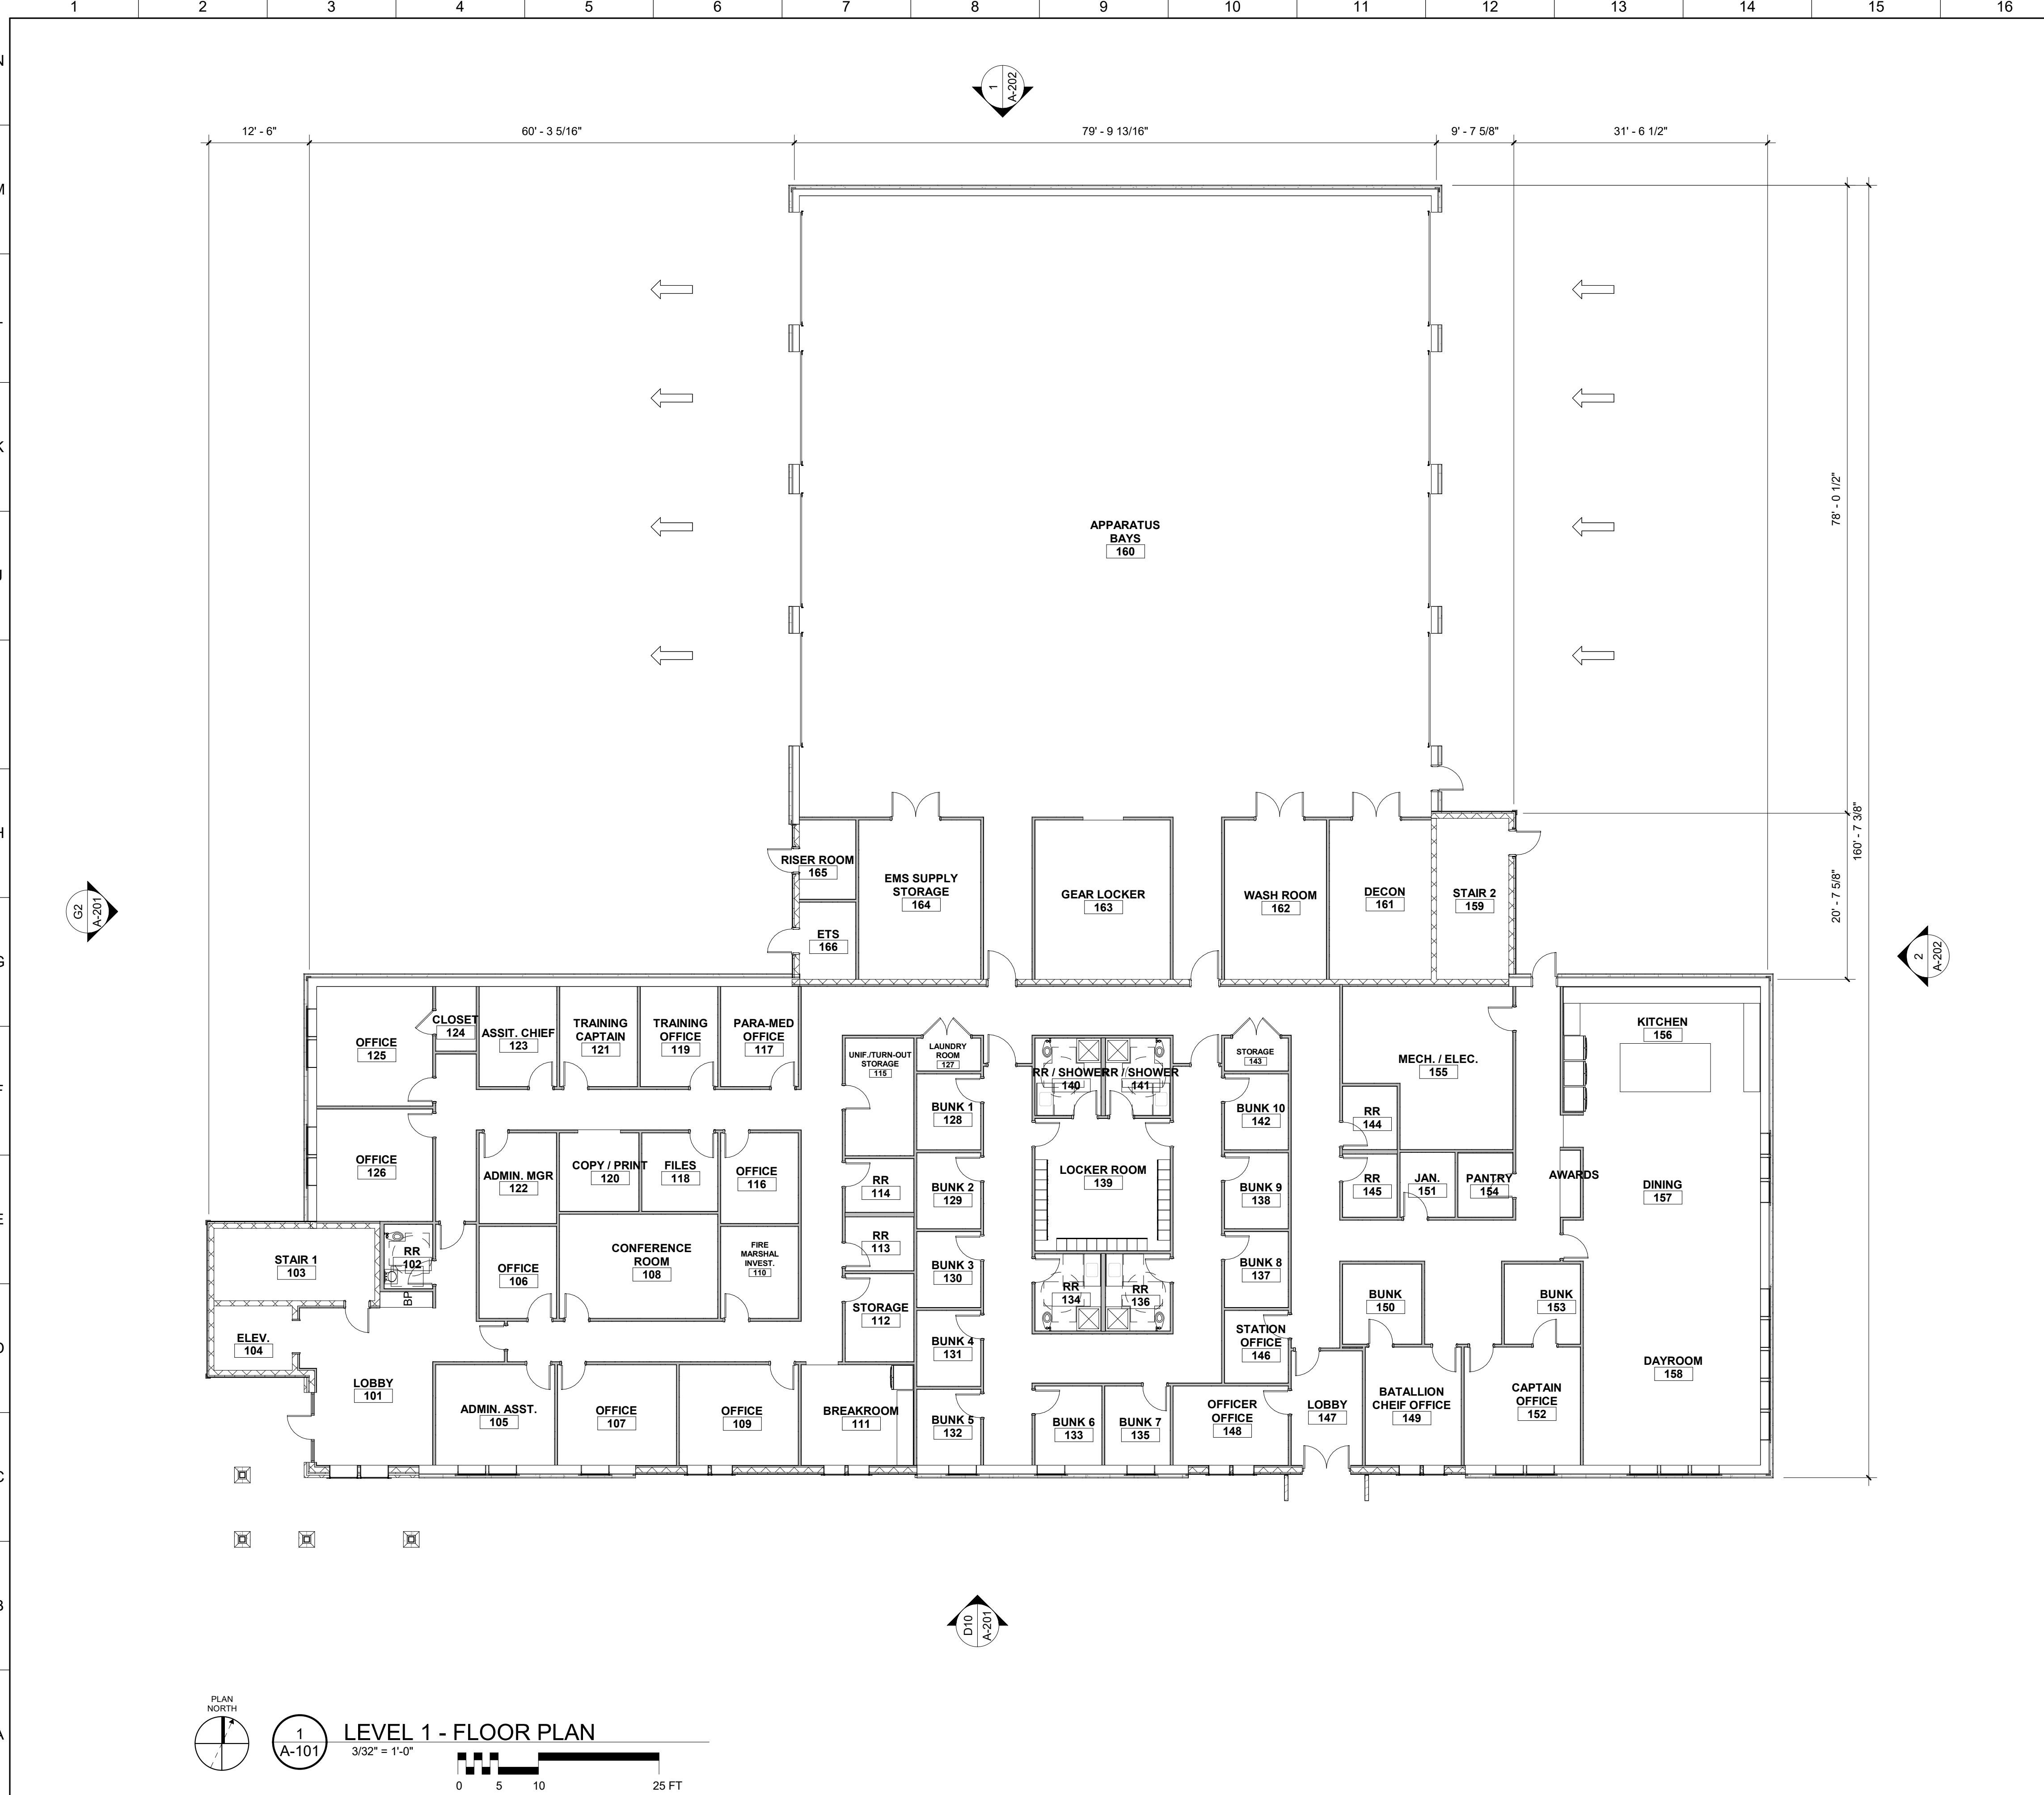 1 2 3 4 5 6 7 8 9 10 11 12 13 14 15 16
N
1
A-202
12' - 6" 60' - 3 5/16" 79' - 9 13/16" 9' - 7 5/8" 31' - 6 1/2"
M
K
78' - 0 1/2"
APPARATUS
BAYS
160
J
H
160' - 7 3/8"
20' - 7 5/8"
RISER ROOM
165
EMS SUPPLY
STORAGE
164
GEAR LOCKER
163
WASH ROOM
162
DECON
161
STAIR 2
159
G2
A-201
ETS
166
2
A-202
G
OFFICE
125
CLOSET
124
ASSIT. CHIEF
123
TRAINING
CAPTAIN
121
TRAINING
OFFICE
119
PARA-MED
OFFICE
117
UNIF./TURN-OUT
STORAGE
115
LAUNDRY
ROOM
127
RR / SHOWER
140
RR / SHOWER
141
STORAGE
143
MECH. / ELEC.
155
KITCHEN
156
F
BUNK 1
128
BUNK 10
142
RR
144
OFFICE
126
ADMIN. MGR
122
COPY / PRINT
120
FILES
118
OFFICE
116
RR
114
BUNK 2
129
LOCKER ROOM
139
BUNK 9
138
RR
145
JAN.
151
PANTRY
154
AWARDS
DINING
157
E
STAIR 1
103
RR
102
BP
OFFICE
106
CONFERENCE
ROOM
108
FIRE
MARSHAL
INVEST.
110
RR
113
BUNK 3
130
RR
134
RR
136
BUNK 8
137
BUNK
150
BUNK
153
STORAGE
112
ELEV.
104
BUNK 4
131
STATION
OFFICE
146
D
LOBBY
101
DAYROOM
158
ADMIN. ASST.
105
OFFICE
107
OFFICE
109
BREAKROOM
111
BUNK 5
132
BUNK 6
133
BUNK 7
135
OFFICER
OFFICE
148
LOBBY
147
BATALLION
CHEIF OFFICE
149
CAPTAIN
OFFICE
152
C
B
D10
A-201
A
PLAN
NORTH
1
A-101
LEVEL 1 - FLOOR PLAN
3/32" = 1'-0"
0 5 10 25 FT